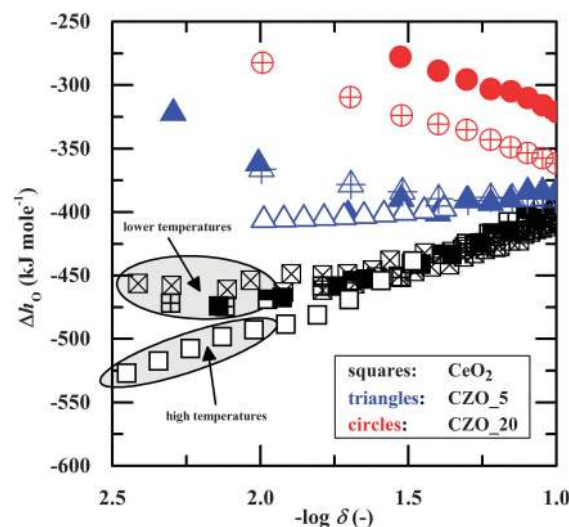 -250
-300
-350
-400
-450
-500
-550
-600
Δh_O (kJ mole⁻¹)
lower temperatures
high temperatures
squares: CeO₂
triangles: CZO_5
circles: CZO_20
2.5 2.0 1.5 1.0
-log δ (-)